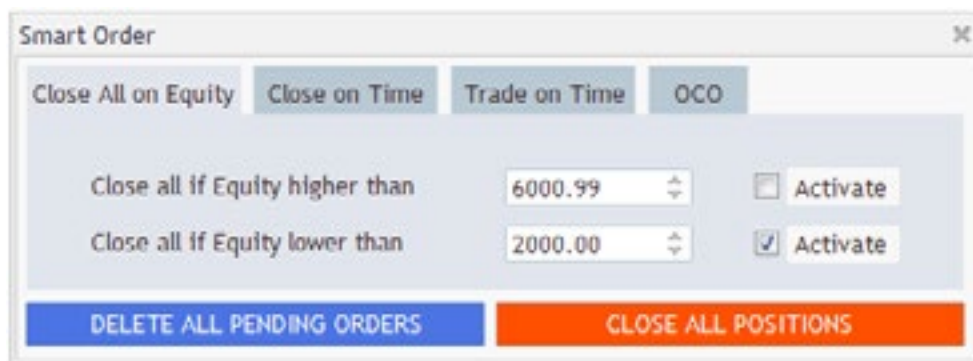 Smart Order
Close All on Equity Close on Time Trade on Time OCO
Close all if Equity higher than 6000.99 Activate
Close all if Equity lower than 2000.00 Activate
DELETE ALL PENDING ORDERS CLOSE ALL POSITIONS